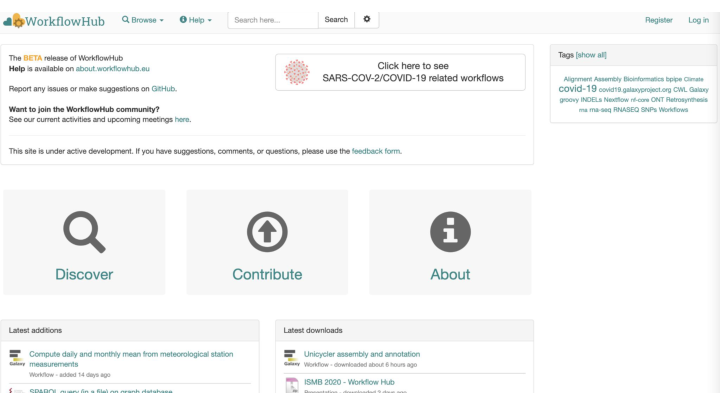 WorkflowHub Browse Help Search here... Search Register Log in
The BETA release of WorkflowHub
Help is available on about.workflowhub.eu
Report any issues or make suggestions on GitHub.
Want to join the WorkflowHub community?
See our current activities and upcoming meetings here.
Click here to see
SARS-COV-2/COVID-19 related workflows
This site is under active development. If you have suggestions, comments, or questions, please use the feedback form.
Tags [show all]
Alignment Assembly Bioinformatics bpipe Climate
covid-19 covid19.galaxyproject.org CWL Galaxy
groovy INDELs Nextflow nf-core ONT Retrosynthesis
rna rna-seq RNASEQ SNPs Workflows
Discover
Contribute
About
Latest additions
Galaxy
Compute daily and monthly mean from meteorological station
measurements
Workflow - added 14 days ago
SPARQL query (in a file) on graph database
Latest downloads
Galaxy
Unicycler assembly and annotation
Workflow - downloaded about 6 hours ago
ISMB 2020 - Workflow Hub
Presentation - downloaded 2 days ago